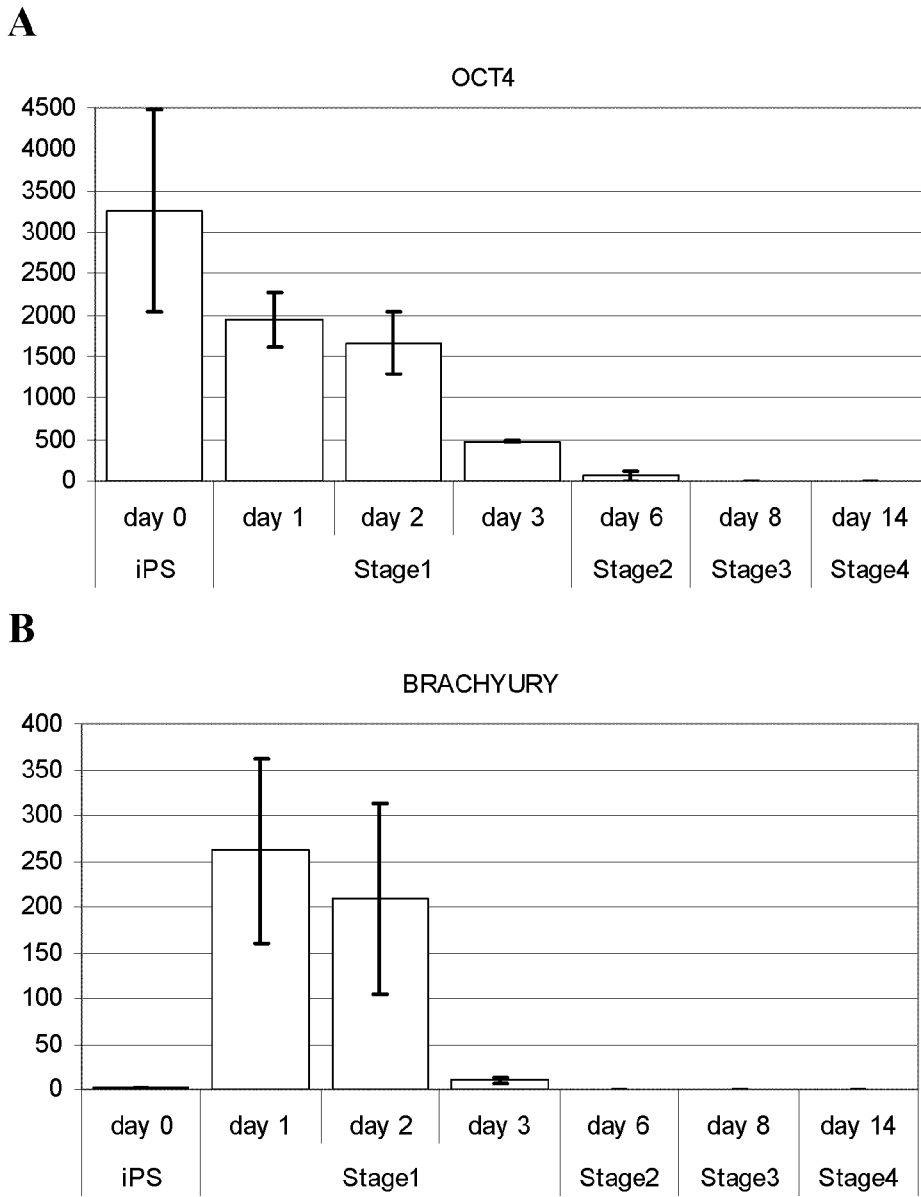 A
OCT4
4500
4000
3500
3000
2500
2000
1500
1000
500
0
day 0 day 1 day 2 day 3 day 6 day 8 day 14
iPS Stage1 Stage2 Stage3 Stage4
B
BRACHYURY
400
350
300
250
200
150
100
50
0
day 0 day 1 day 2 day 3 day 6 day 8 day 14
iPS Stage1 Stage2 Stage3 Stage4